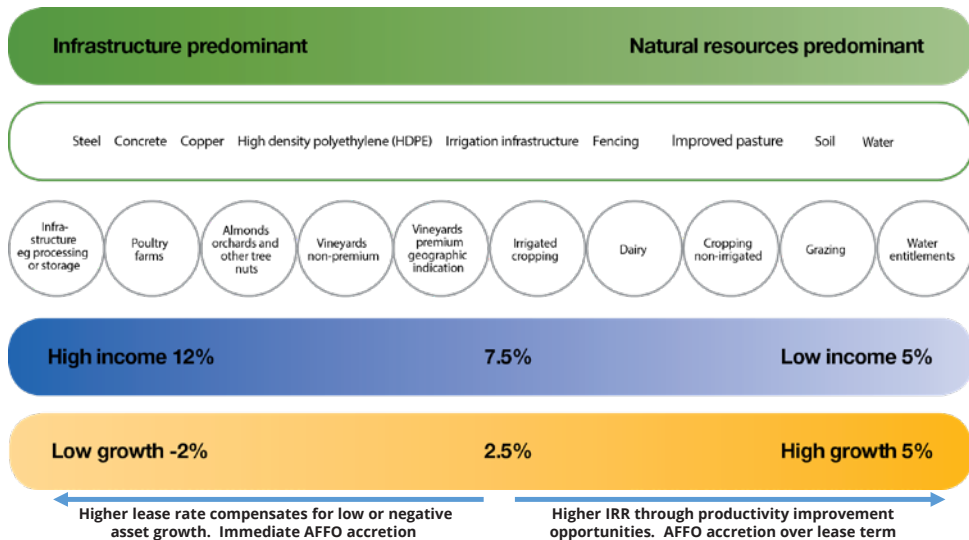 Infrastructure predominant Natural resources predominant
Steel Concrete Copper High density polyethylene (HDPE) Irrigation infrastructure Fencing Improved pasture Soil Water
Infra-
structure
eg processing
or storage
Poultry
farms
Almonds
orchards and
other tree
nuts
Vineyards
non-premium
Vineyards
premium
geographic
indication
Irrigated
cropping
Dairy
Cropping
non-irrigated
Grazing
Water
entitlements
High income 12% 7.5% Low income 5%
Low growth -2% 2.5% High growth 5%
Higher lease rate compensates for low or negative
asset growth. Immediate AFFO accretion
Higher IRR through productivity improvement
opportunities. AFFO accretion over lease term